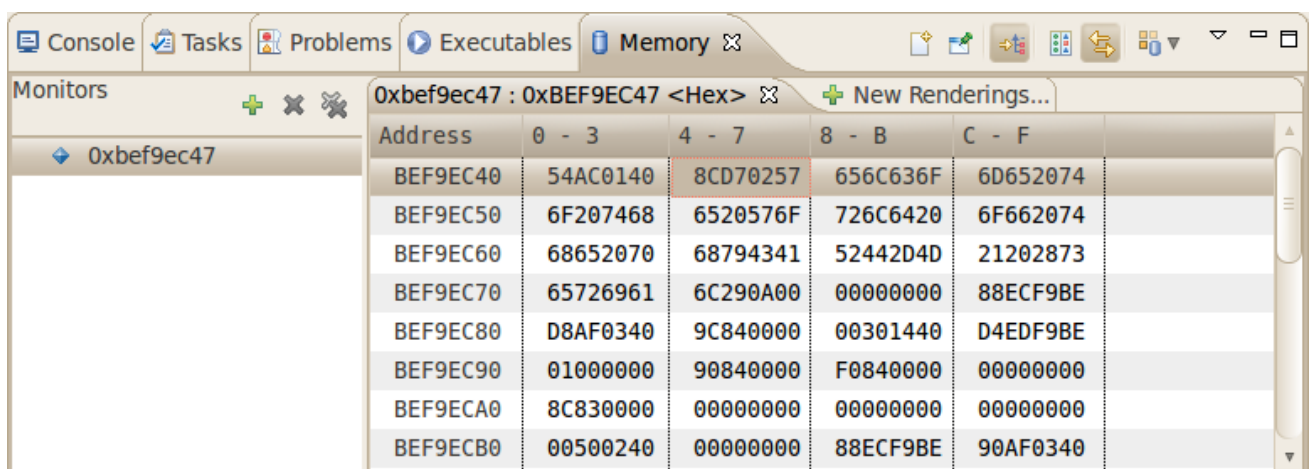 Console Tasks Problems Executables Memory
Monitors
0xbef9ec47
0xbef9ec47 : 0xBEF9EC47 <Hex> New Renderings...
Address 0 - 3 4 - 7 8 - B C - F
BEF9EC40 54AC0140 8CD70257 656C636F 6D652074
BEF9EC50 6F207468 6520576F 726C6420 6F662074
BEF9EC60 68652070 68794341 52442D4D 21202873
BEF9EC70 65726961 6C290A00 00000000 88ECF9BE
BEF9EC80 D8AF0340 9C840000 00301440 D4EDF9BE
BEF9EC90 01000000 90840000 F0840000 00000000
BEF9ECA0 8C830000 00000000 00000000 00000000
BEF9ECB0 00500240 00000000 88ECF9BE 90AF0340